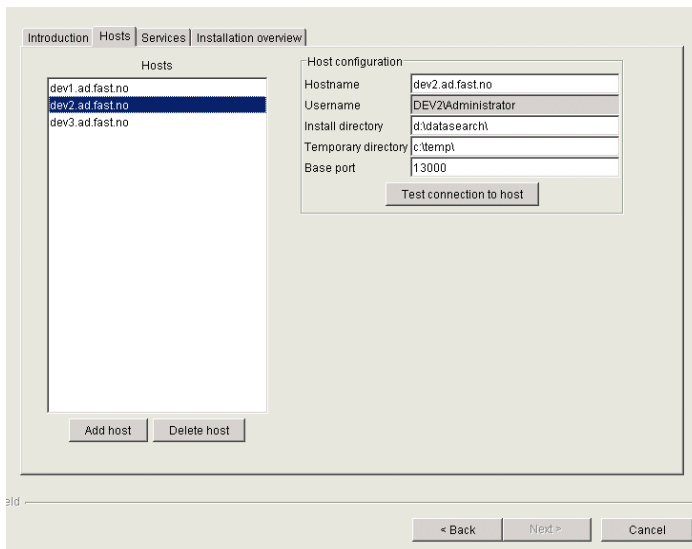 Introduction Hosts Services Installation overview
Hosts
dev1.ad.fast.no
dev2.ad.fast.no
dev3.ad.fast.no
Add host Delete host
Host configuration
Hostname dev2.ad.fast.no
Username DEV2\Administrator
Install directory d:\datasearch\
Temporary directory c:\temp\
Base port 13000
Test connection to host
eld
< Back Next > Cancel